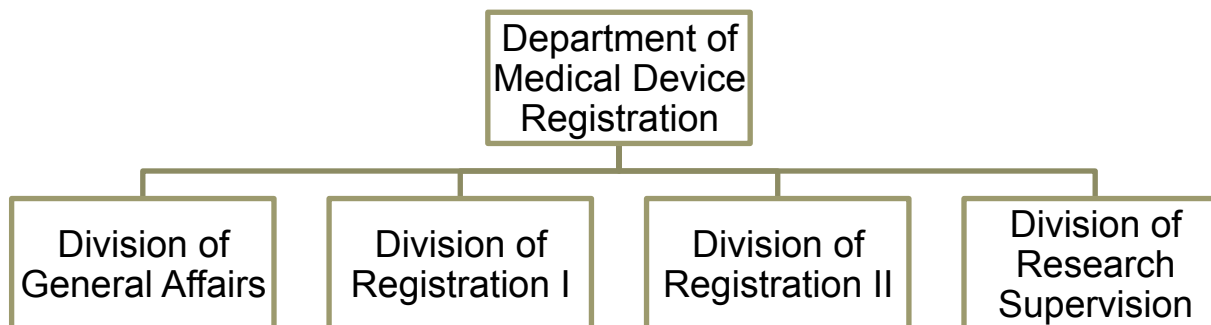 Department of
Medical Device
Registration
Division of
General Affairs
Division of
Registration I
Division of
Registration II
Division of
Research
Supervision